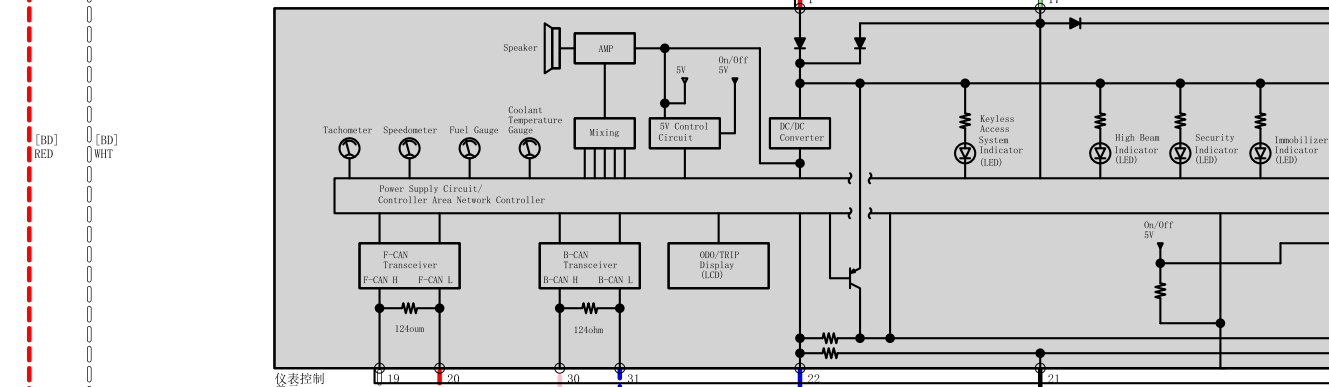 17
Speaker
AMP
On/Off
5V
5V
[BD]
RED
[BD]
WHT
Tachometer
Speedometer
Fuel Gauge
Coolant
Temperature
Gauge
Mixing
5V Control
Circuit
DC/DC
Converter
Keyless
Access
System
Indicator
(LED)
High Beam
Indicator
(LED)
Security
Indicator
(LED)
Immobilizer
Indicator
(LED)
Power Supply Circuit/
Controller Area Network Controller
F-CAN
Transceiver
F-CAN H
F-CAN L
B-CAN
Transceiver
B-CAN H
B-CAN L
ODO/TRIP
Display
(LCD)
On/Off
5V
124oum
124ohm
仪表控制
19
20
30
31
22
21